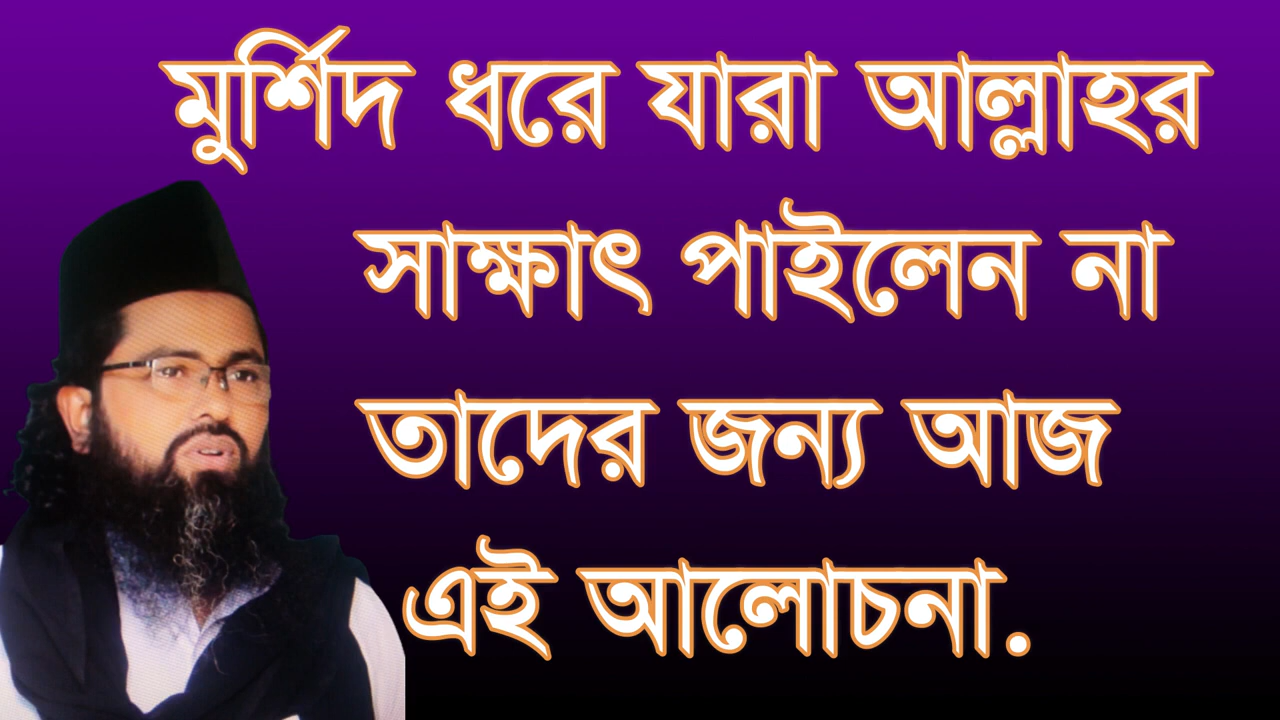 মুর্শিদ ধরে যারা আল্লাহর
সাক্ষাৎ পাইলেন না
তাদের জন্য আজ
এই আলোচনা.